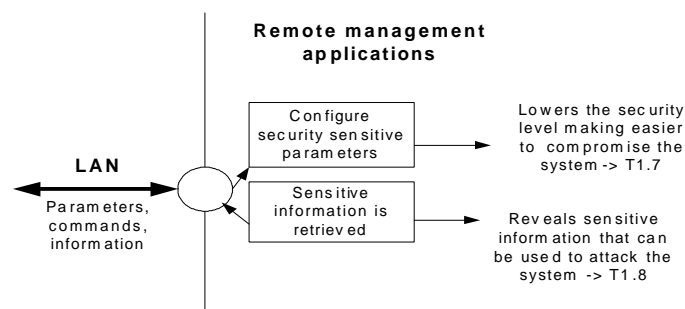 Remote management
applications
Configure
security sensitive
parameters
Lowers the security
level making easier
to compromise the
system-> T1.7
LAN
Parameters,
commands,
information
Sensitive
information is
retrieved
Reveals sensitive
information that can
be used to attack the
system -> T1.8